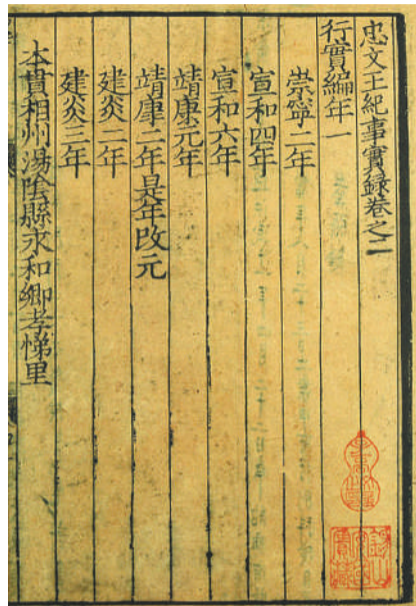 忠文王紀事實錄卷之二
行實編年一
崇寧二年
宣和四年
宣和六年
靖康元年
靖康二年是年改元
建炎二年
建炎三年
本貫相州湯陰縣永和鄉孝悌里